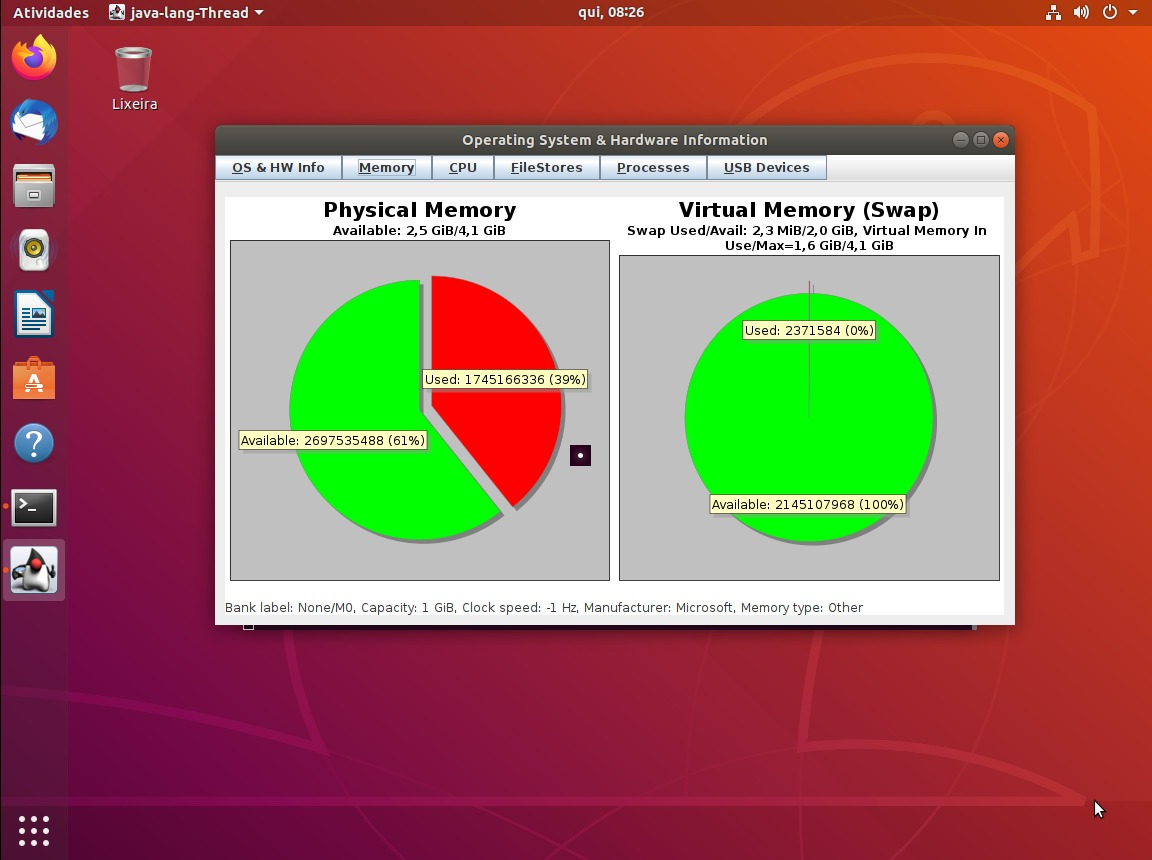 Atividades
java-lang-Thread
qui, 08:26
Lixeira
Operating System & Hardware Information
OS & HW Info
Memory
CPU
FileStores
Processes
USB Devices
Physical Memory
Available: 2,5 GiB/4,1 GiB
Used: 1745166336 (39%)
Available: 2697535488 (61%)
Virtual Memory (Swap)
Swap Used/Avail: 2,3 MiB/2,0 GiB, Virtual Memory In
Use/Max=1,6 GiB/4,1 GiB
Used: 2371584 (0%)
Available: 2145107968 (100%)
Bank label: None/M0, Capacity: 1 GiB, Clock speed: -1 Hz, Manufacturer: Microsoft, Memory type: Other